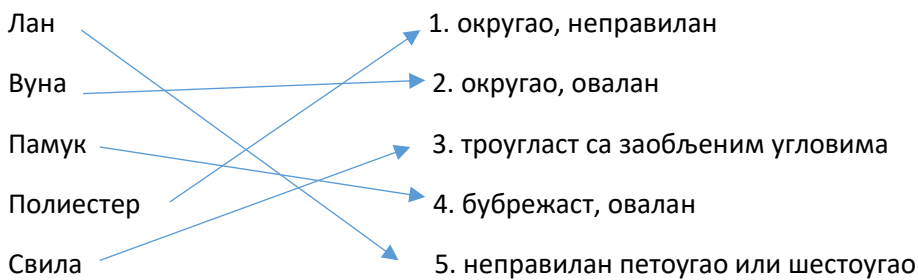 Лан 1. округао, неправилан
Вуна 2. округао, овалан
Памук 3. троугласт са заобљеним угловима
Полиестер 4. бубрежаст, овалан
Свила 5. неправилан петоугао или шестоугао